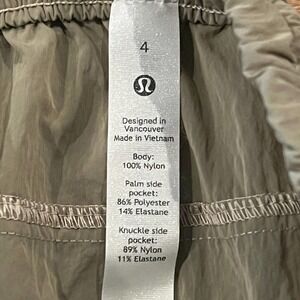 4
Designed in
Vancouver
Made in Vietnam
Body:
100% Nylon
Palm side
pocket:
86% Polyester
14% Elastane
Knuckle side
pocket:
89% Nylon
11% Elastane